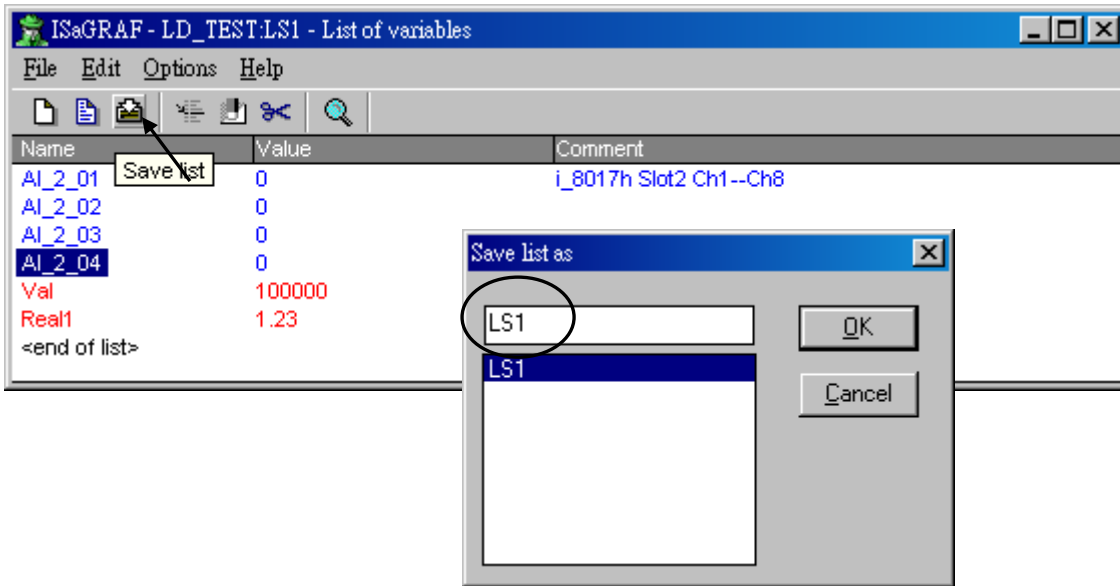 ISaGRAF - LD_TEST:LS1 - List of variables
File Edit Options Help
Name Value Comment
Save list
AI_2_01 0 i_8017h Slot2 Ch1--Ch8
AI_2_02 0
AI_2_03 0
AI_2_04 0
Val 100000
Real1 1.23
<end of list>
Save list as
LS1
OK
LS1
Cancel